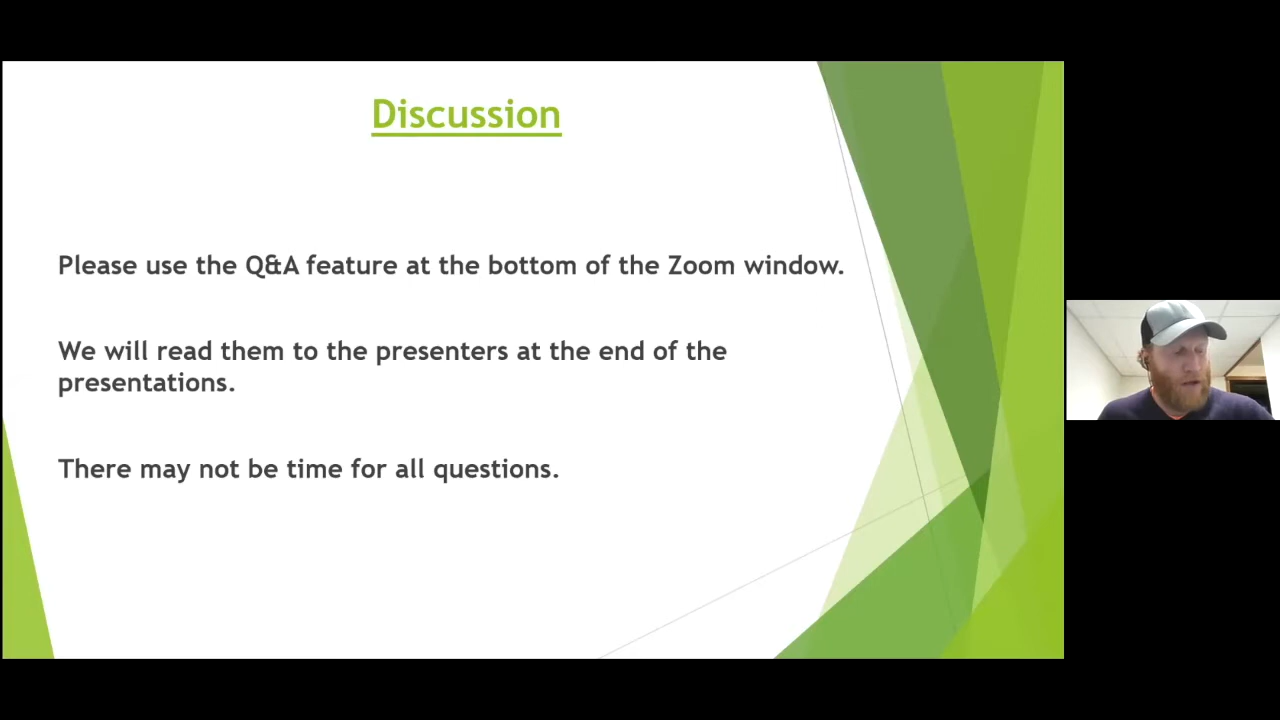 Discussion
Please use the Q&A feature at the bottom of the Zoom window.
We will read them to the presenters at the end of the
presentations.
There may not be time for all questions.